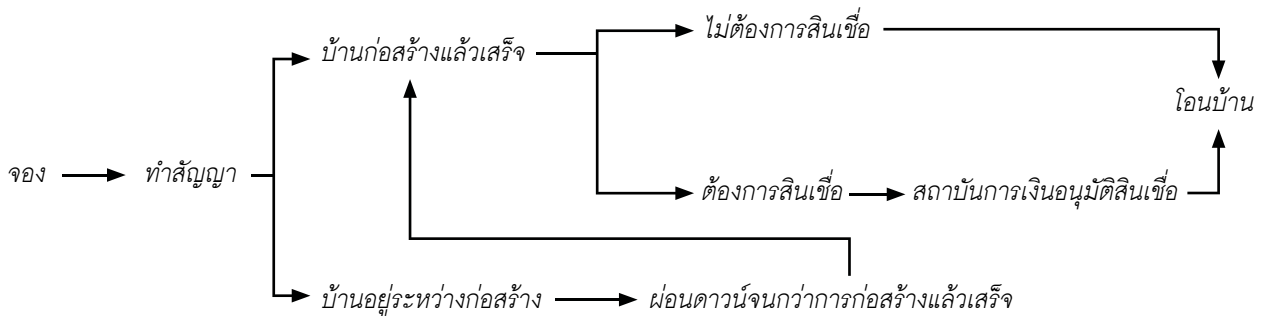 ไม่ต้องการสินเชื่อ
บ้านก่อสร้างแล้วเสร็จ
โอนบ้าน
จอง
ทำสัญญา
ต้องการสินเชื่อ
สถาบันการเงินอนุมัติสินเชื่อ
บ้านอยู่ระหว่างก่อสร้าง
ผ่อนดาวน์จนกว่าการก่อสร้างแล้วเสร็จ